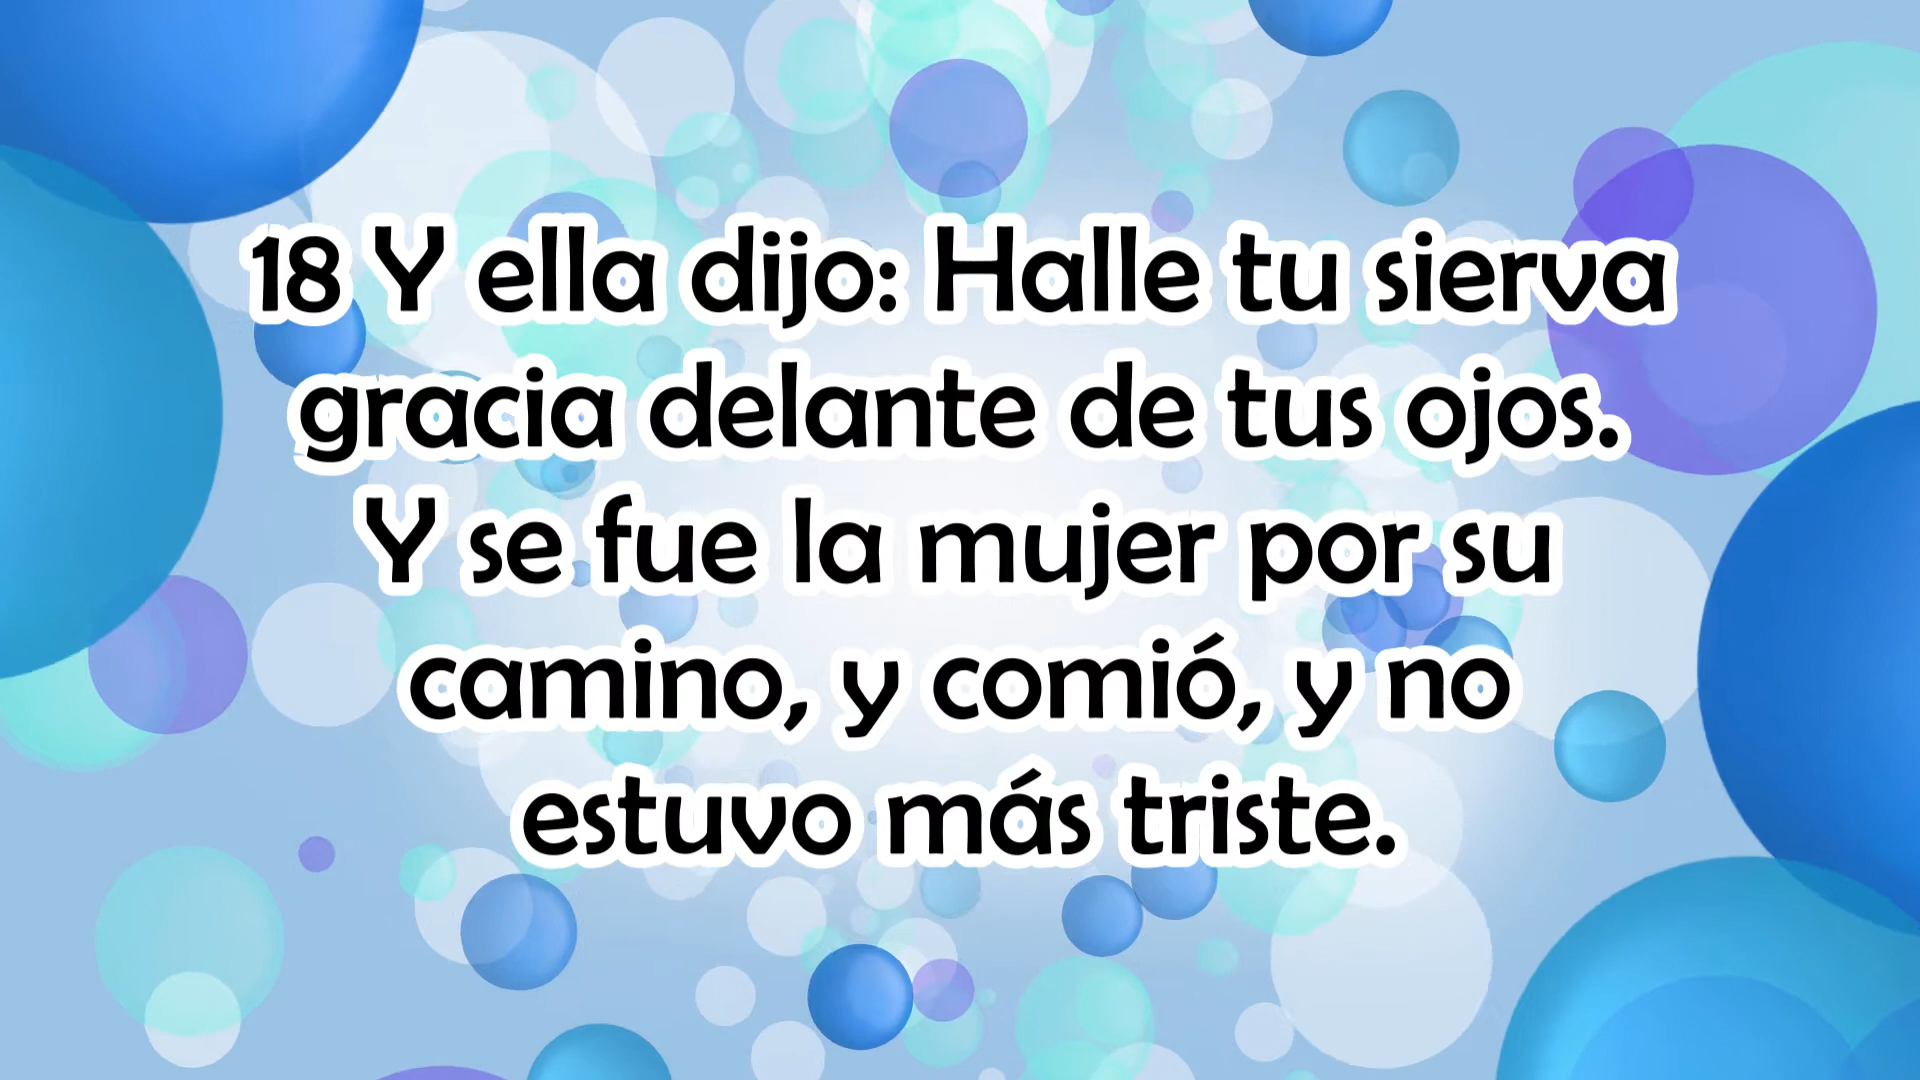 18 Y ella dijo: Halle tu sierva
gracia delante de tus ojos.
Y se fue la mujer por su
camino, y comió, y no
estuvo más triste.